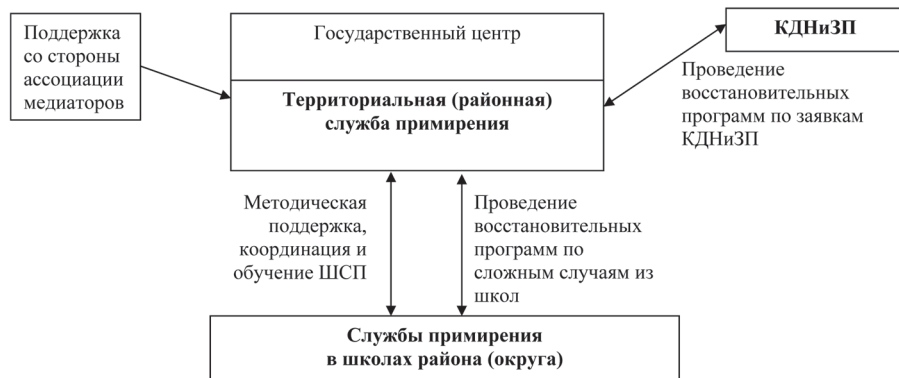 Поддержка
со стороны
ассоциации
медиаторов
Государственный центр
Территориальная (районная)
служба примирения
КДНиЗП
Проведение
восстановительных
программ по заявкам
КДНиЗП
Методическая
поддержка,
координация и
обучение ШСП
Проведение
восстановительных
программ по
сложным случаям из
школ
Службы примирения
в школах района (округа)